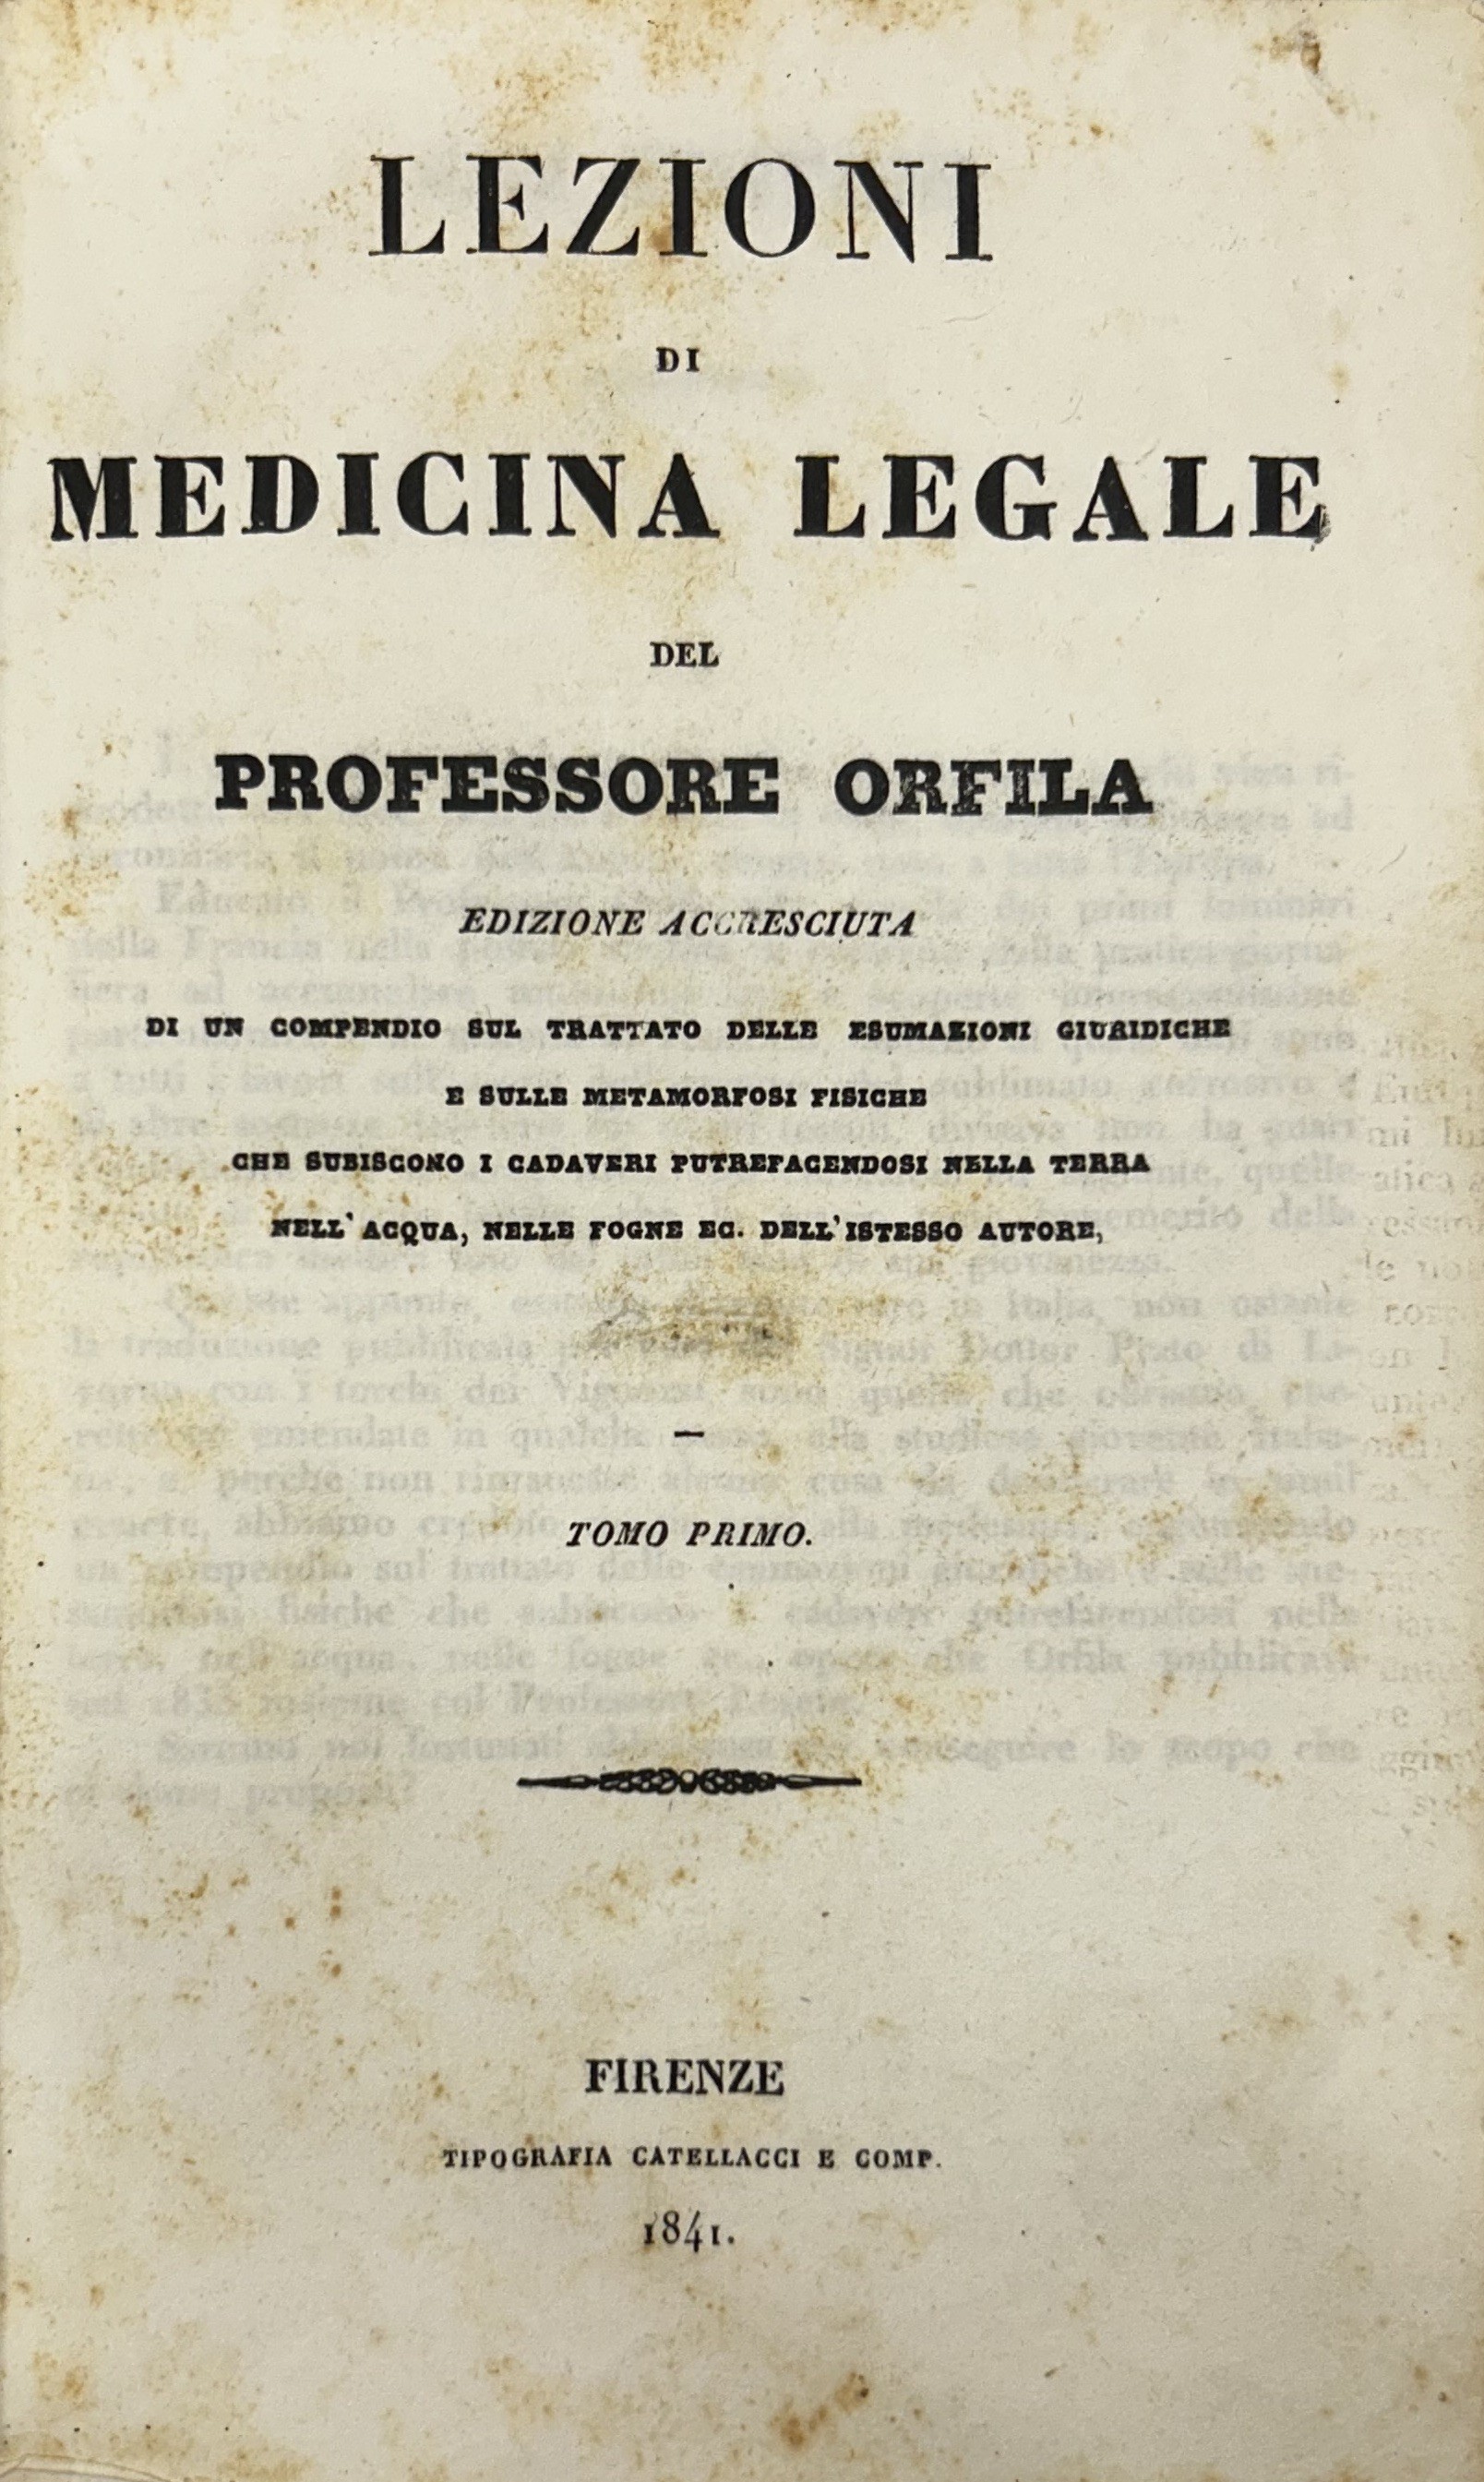 LEZIONI
DI
MEDICINA LEGALE
DEL
PROFESSORE ORFILA
EDIZIONE ACCRESCIUTA
DI UN COMPENDIO SUL TRATTATO DELLE ESUMAZIONI GIURIDICHE
E SULLE METAMORFOSI FISICHE
CHE SUBISCONO I CADAVERI PUTREFACENDOSI NELLA TERRA
NELL' ACQUA, NELLE FOGNE EC. DELL'ISTESSO AUTORE,
TOMO PRIMO.
FIRENZE
TIPOGRAFIA CATELLACCI E COMP.
1841.